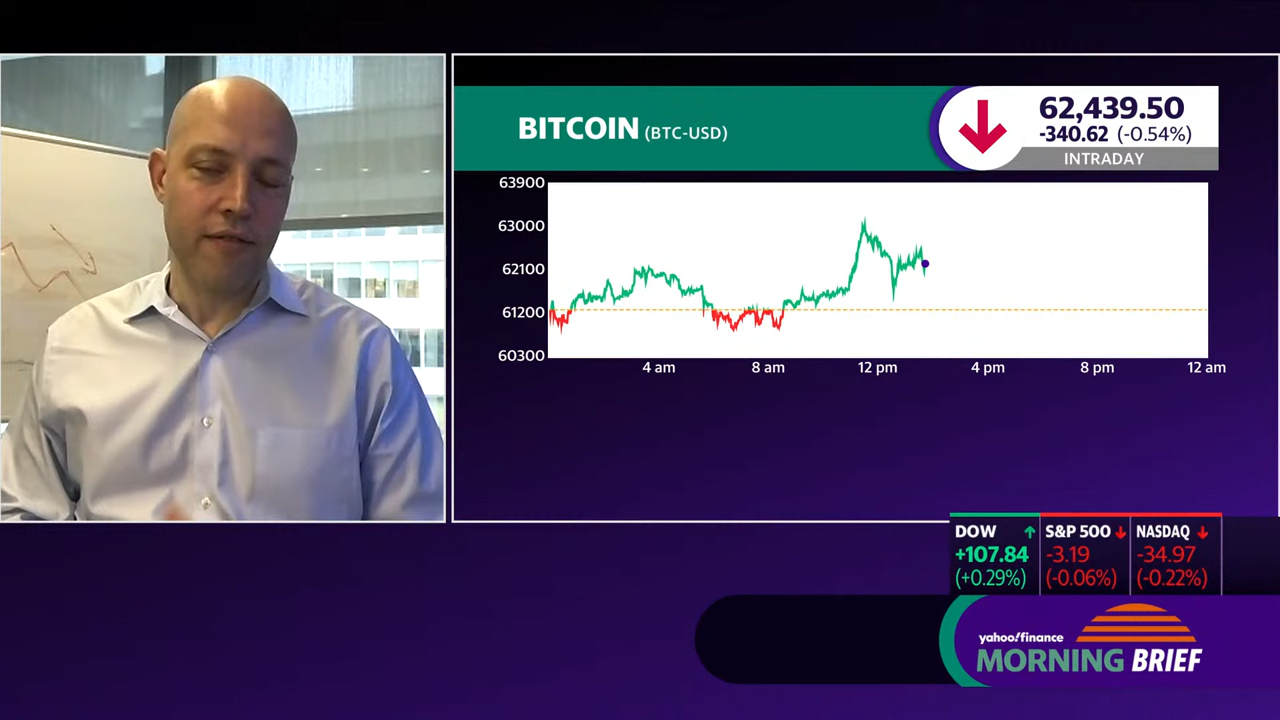 BITCOIN (BTC-USD)
62,439.50
-340.62 (-0.54%)
INTRADAY
63900
63000
62100
61200
60300
4 am 8 am 12 pm 4 pm 8 pm 12 am
DOW
+107.84
(+0.29%)
S&P 500
-3.19
(-0.06%)
NASDAQ
-34.97
(-0.22%)
yahoo!finance
MORNING BRIEF